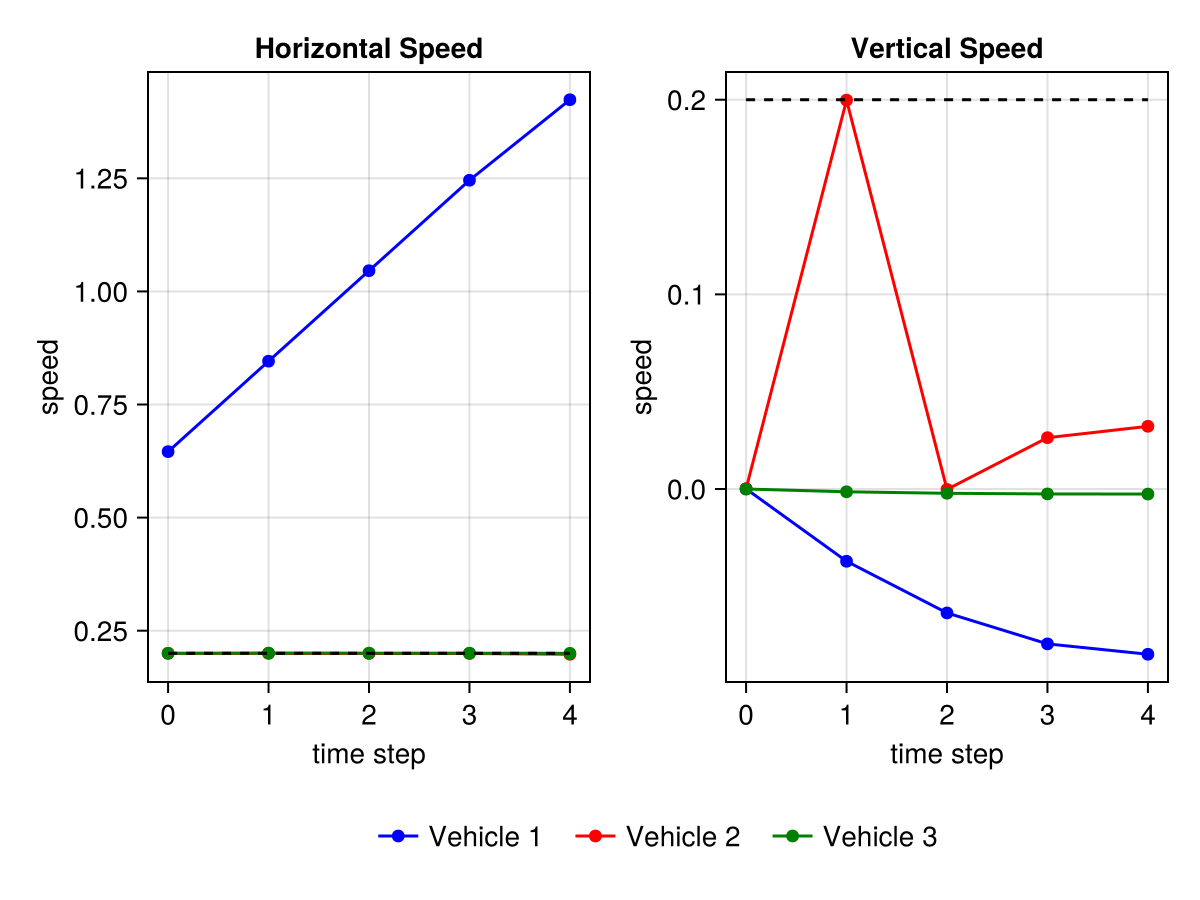 Horizontal Speed
speed
1.25
1.00
0.75
0.50
0.25
0 1 2 3 4
time step
Vertical Speed
speed
0.2
0.1
0.0
0 1 2 3 4
time step
Vehicle 1 Vehicle 2 Vehicle 3